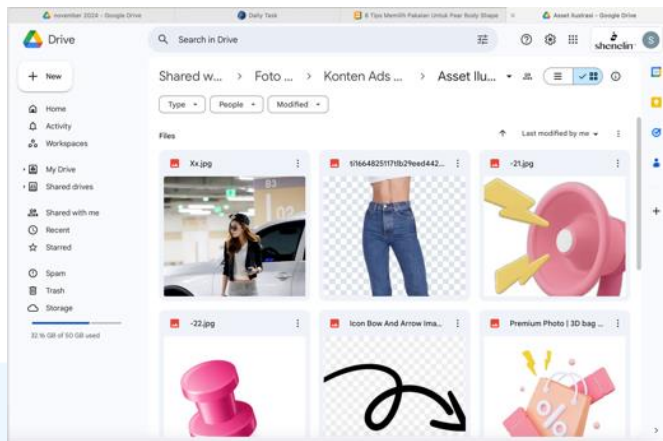 november 2024 - Google Drive
Daily Task
6 Tips Memilih Pakaian Untuk Pear Body Shape
Asset Ilustrasi - Google Drive
Drive
Search in Drive
shenelin
S
New
Shared w... > Foto ... > Konten Ads ... > Asset Ilu...
Type
People
Modified
Home
Activity
Workspaces
Files
Last modified by me
My Drive
Shared drives
Shared with me
Recent
Starred
Spam
Trash
Storage
32.16 GB of 50 GB used
Xx.jpg
-21.jpg
B3
02
-22.jpg
Icon Bow And Arrow Ima...
Premium Photo | 3D bag ...
%